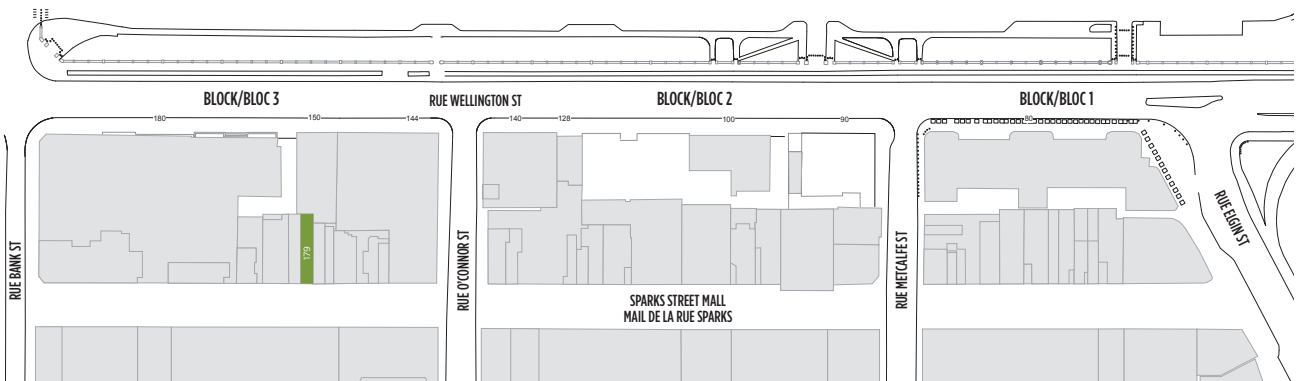 BLOCK/BLOC 3
RUE WELLINGTON ST
BLOCK/BLOC 2
BLOCK/BLOC 1
180
150
144
140
128
100
90
80
179
RUE BANK ST
RUE O'CONNOR ST
RUE METCALFE ST
RUE ELGIN ST
SPARKS STREET MALL
MAIL DE LA RUE SPARKS